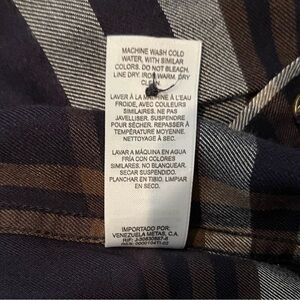 MACHINE WASH COLD
WATER, WITH SIMILAR
COLORS. DO NOT BLEACH.
LINE DRY. IRON WARM. DRY
CLEAN.
LAVER À LA MACHINE À L'EAU
FROIDE, AVEC COULEURS
SIMILAIRES, NE PAS
JAVELLISER, SUSPENDRE
POUR SÉCHER. REPASSER À
TEMPÉRATURE MOYENNE.
NETTOYAGE À SEC.
LAVAR A MÁQUINA EN AGUA
FRÍA CON COLORES
SIMILARES, NO BLANQUEAR.
SECAR SUSPENDIDO.
PLANCHAR EN TIBIO. LIMPIAR
EN SECO.
IMPORTADO POR:
VENEZUELA METAS, C.A.
RIF: